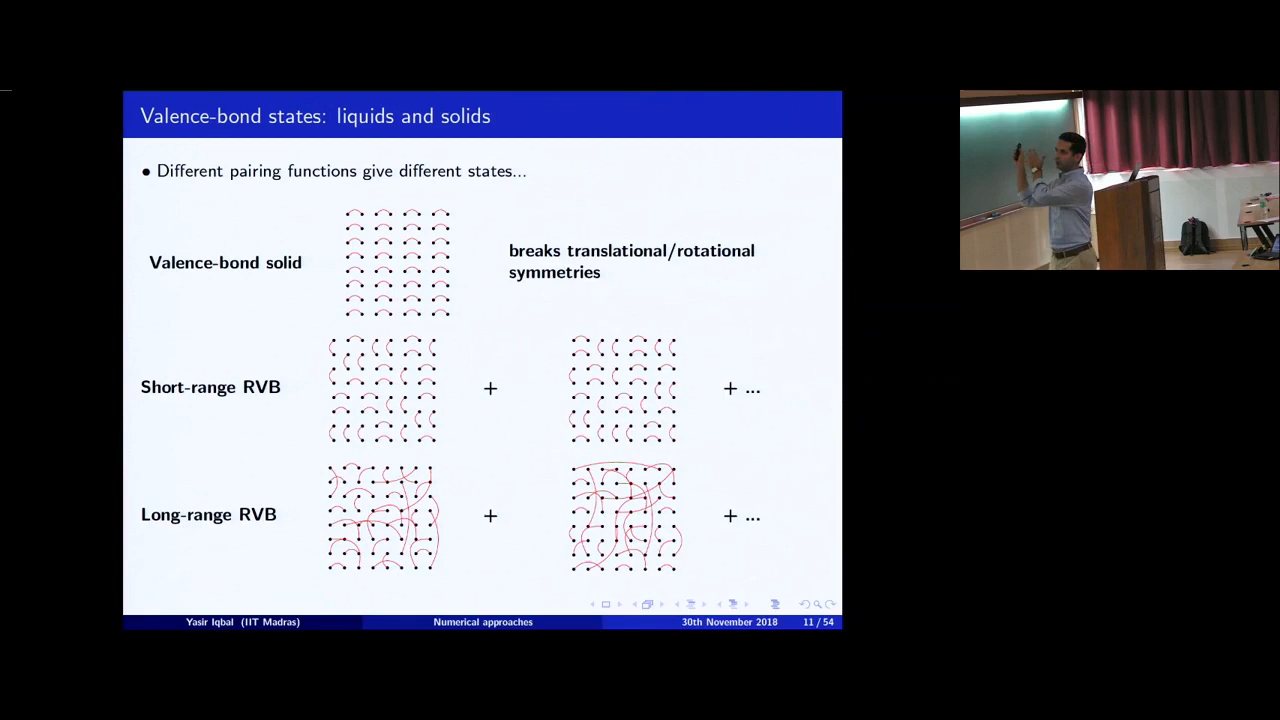 Valence-bond states: liquids and solids
• Different pairing functions give different states...
Valence-bond solid
breaks translational/rotational
symmetries
Short-range RVB
+
+ ...
Long-range RVB
+
+ ...
Yasir Iqbal (IIT Madras)
Numerical approaches
30th November 2018
11 / 54